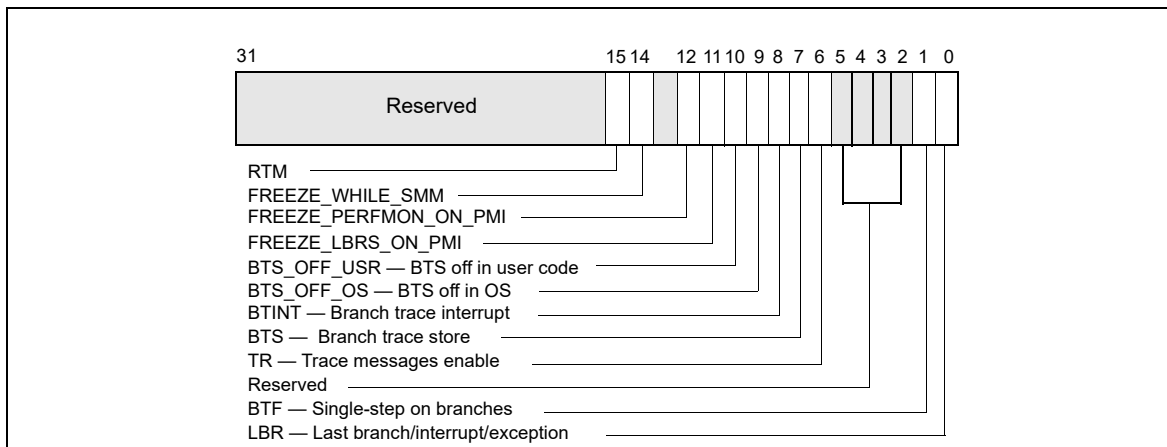 31 15 14 12 11 10 9 8 7 6 5 4 3 2 1 0
Reserved
RTM
FREEZE_WHILE_SMM
FREEZE_PERFMON_ON_PMI
FREEZE_LBRS_ON_PMI
BTS_OFF_USR — BTS off in user code
BTS_OFF_OS — BTS off in OS
BTINT — Branch trace interrupt
BTS — Branch trace store
TR — Trace messages enable
Reserved
BTF — Single-step on branches
LBR — Last branch/interrupt/exception